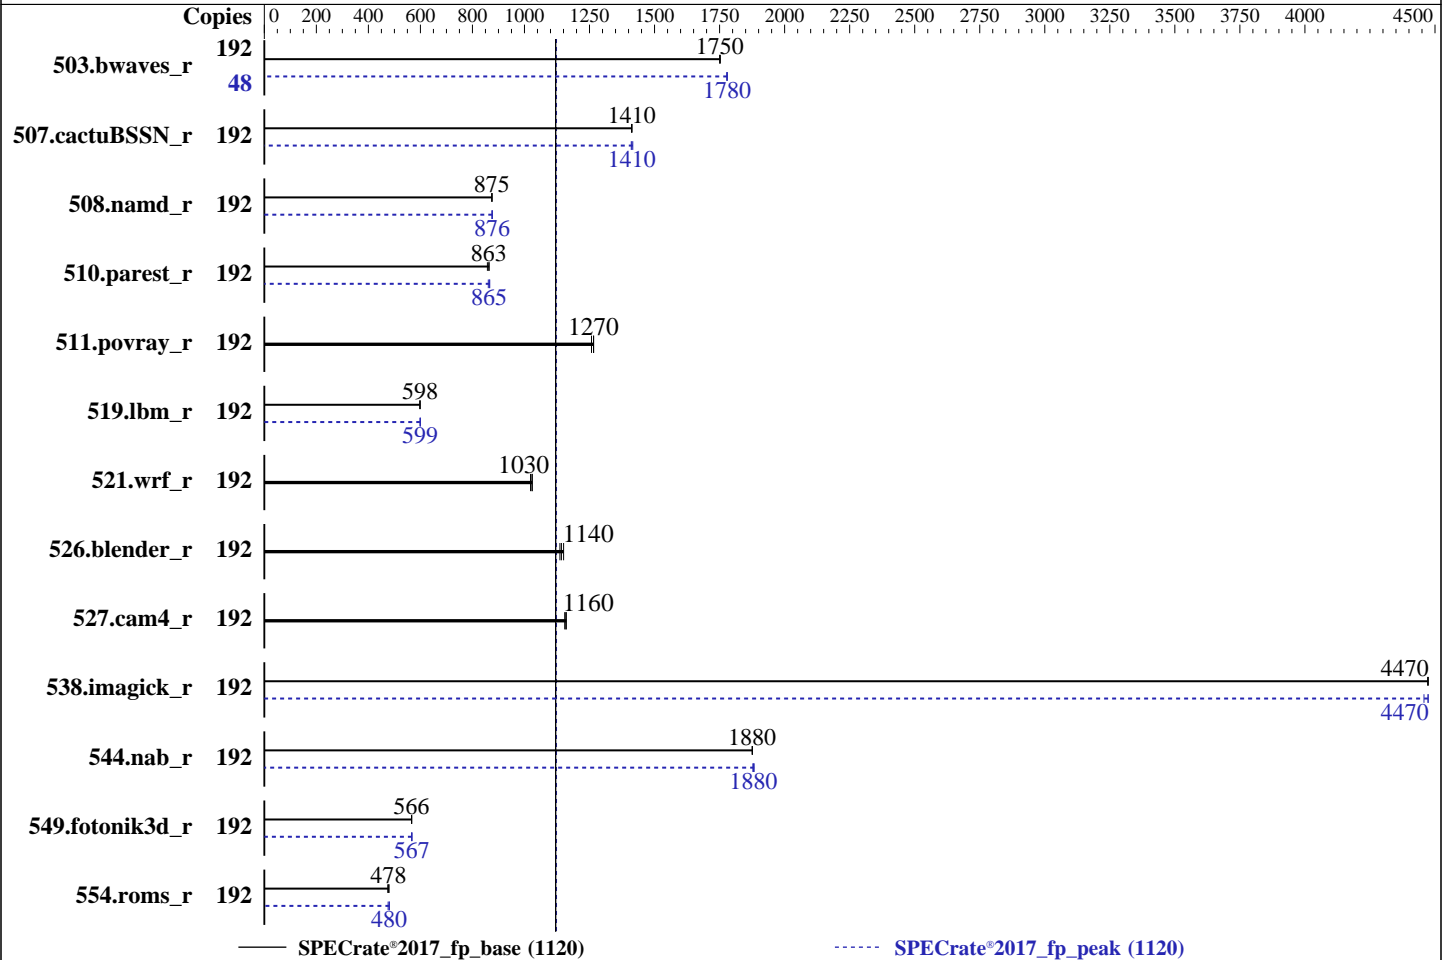 Copies 0 200 400 600 800 1000 1250 1500 1750 2000 2250 2500 2750 3000 3250 3500 3750 4000 4500
503.bwaves_r 192 1750
48 1780
507.cactuBSSN_r 192 1410
1410
508.namd_r 192 875
876
510.parest_r 192 863
865
511.povray_r 192 1270
519.lbm_r 192 598
599
521.wrf_r 192 1030
526.blender_r 192 1140
527.cam4_r 192 1160
538.imagick_r 192 4470
4470
544.nab_r 192 1880
1880
549.fotonik3d_r 192 566
567
554.roms_r 192 478
480
SPECrate®2017_fp_base (1120) SPECrate®2017_fp_peak (1120)